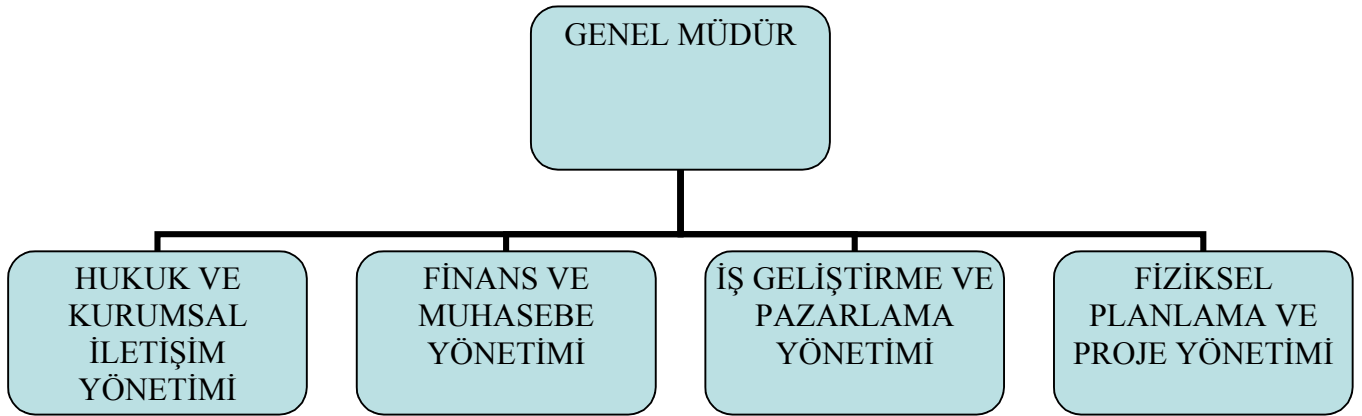 GENEL MÜDÜR
HUKUK VE
KURUMSAL
İLETİŞİM
YÖNETİMİ
FİNANS VE
MUHASEBE
YÖNETİMİ
İŞ GELİŞTİRME VE
PAZARLAMA
YÖNETİMİ
FİZİKSEL
PLANLAMA VE
PROJE YÖNETİMİ